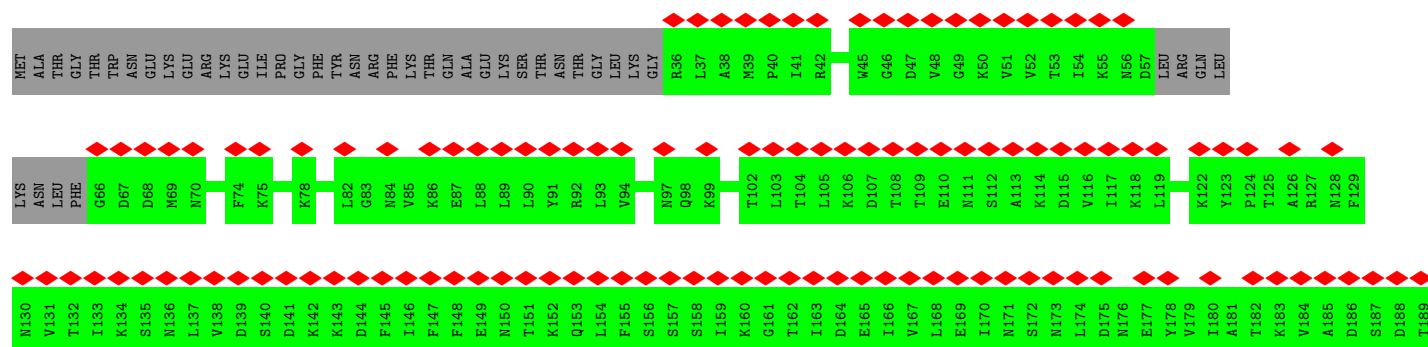 MET ALA THR GLY THR TRP ASN GLU LYS GLU ARG LYS GLU ILE PRO GLY PHE TYR ASN ARG PHE LYS THR GLN ALA GLU LYS SER THR ASN THR GLY LEU LYS GLY R36 L37 A38 M39 P40 I41 R42 W45 G46 D47 V48 G49 K50 V51 V52 T53 I54 K55 N56 D57 LEU ARG GLN LEU
LYS ASN LEU PHE G66 D67 D68 M69 N70 F74 K75 K78 L82 G83 N84 V85 K86 E87 L88 L89 L90 Y91 R92 L93 V94 N97 Q98 K99 T102 L103 T104 L105 K106 D107 T108 T109 E110 N111 S112 A113 K114 D115 V116 I117 K118 L119 K122 Y123 P124 T125 A126 R127 N128 F129
N130 V131 T132 I133 K134 S135 N136 L137 V138 D139 S140 D141 K142 K143 D144 F145 I146 F147 F148 E149 N150 T151 K152 Q153 L154 F155 S156 S157 S158 I159 K160 G161 T162 I163 D164 E165 I166 V167 L168 E169 I170 N171 S172 N173 L174 D175 N176 E177 Y178 V179 I180 A181 T182 K183 V184 A185 D186 S187 D188 T189